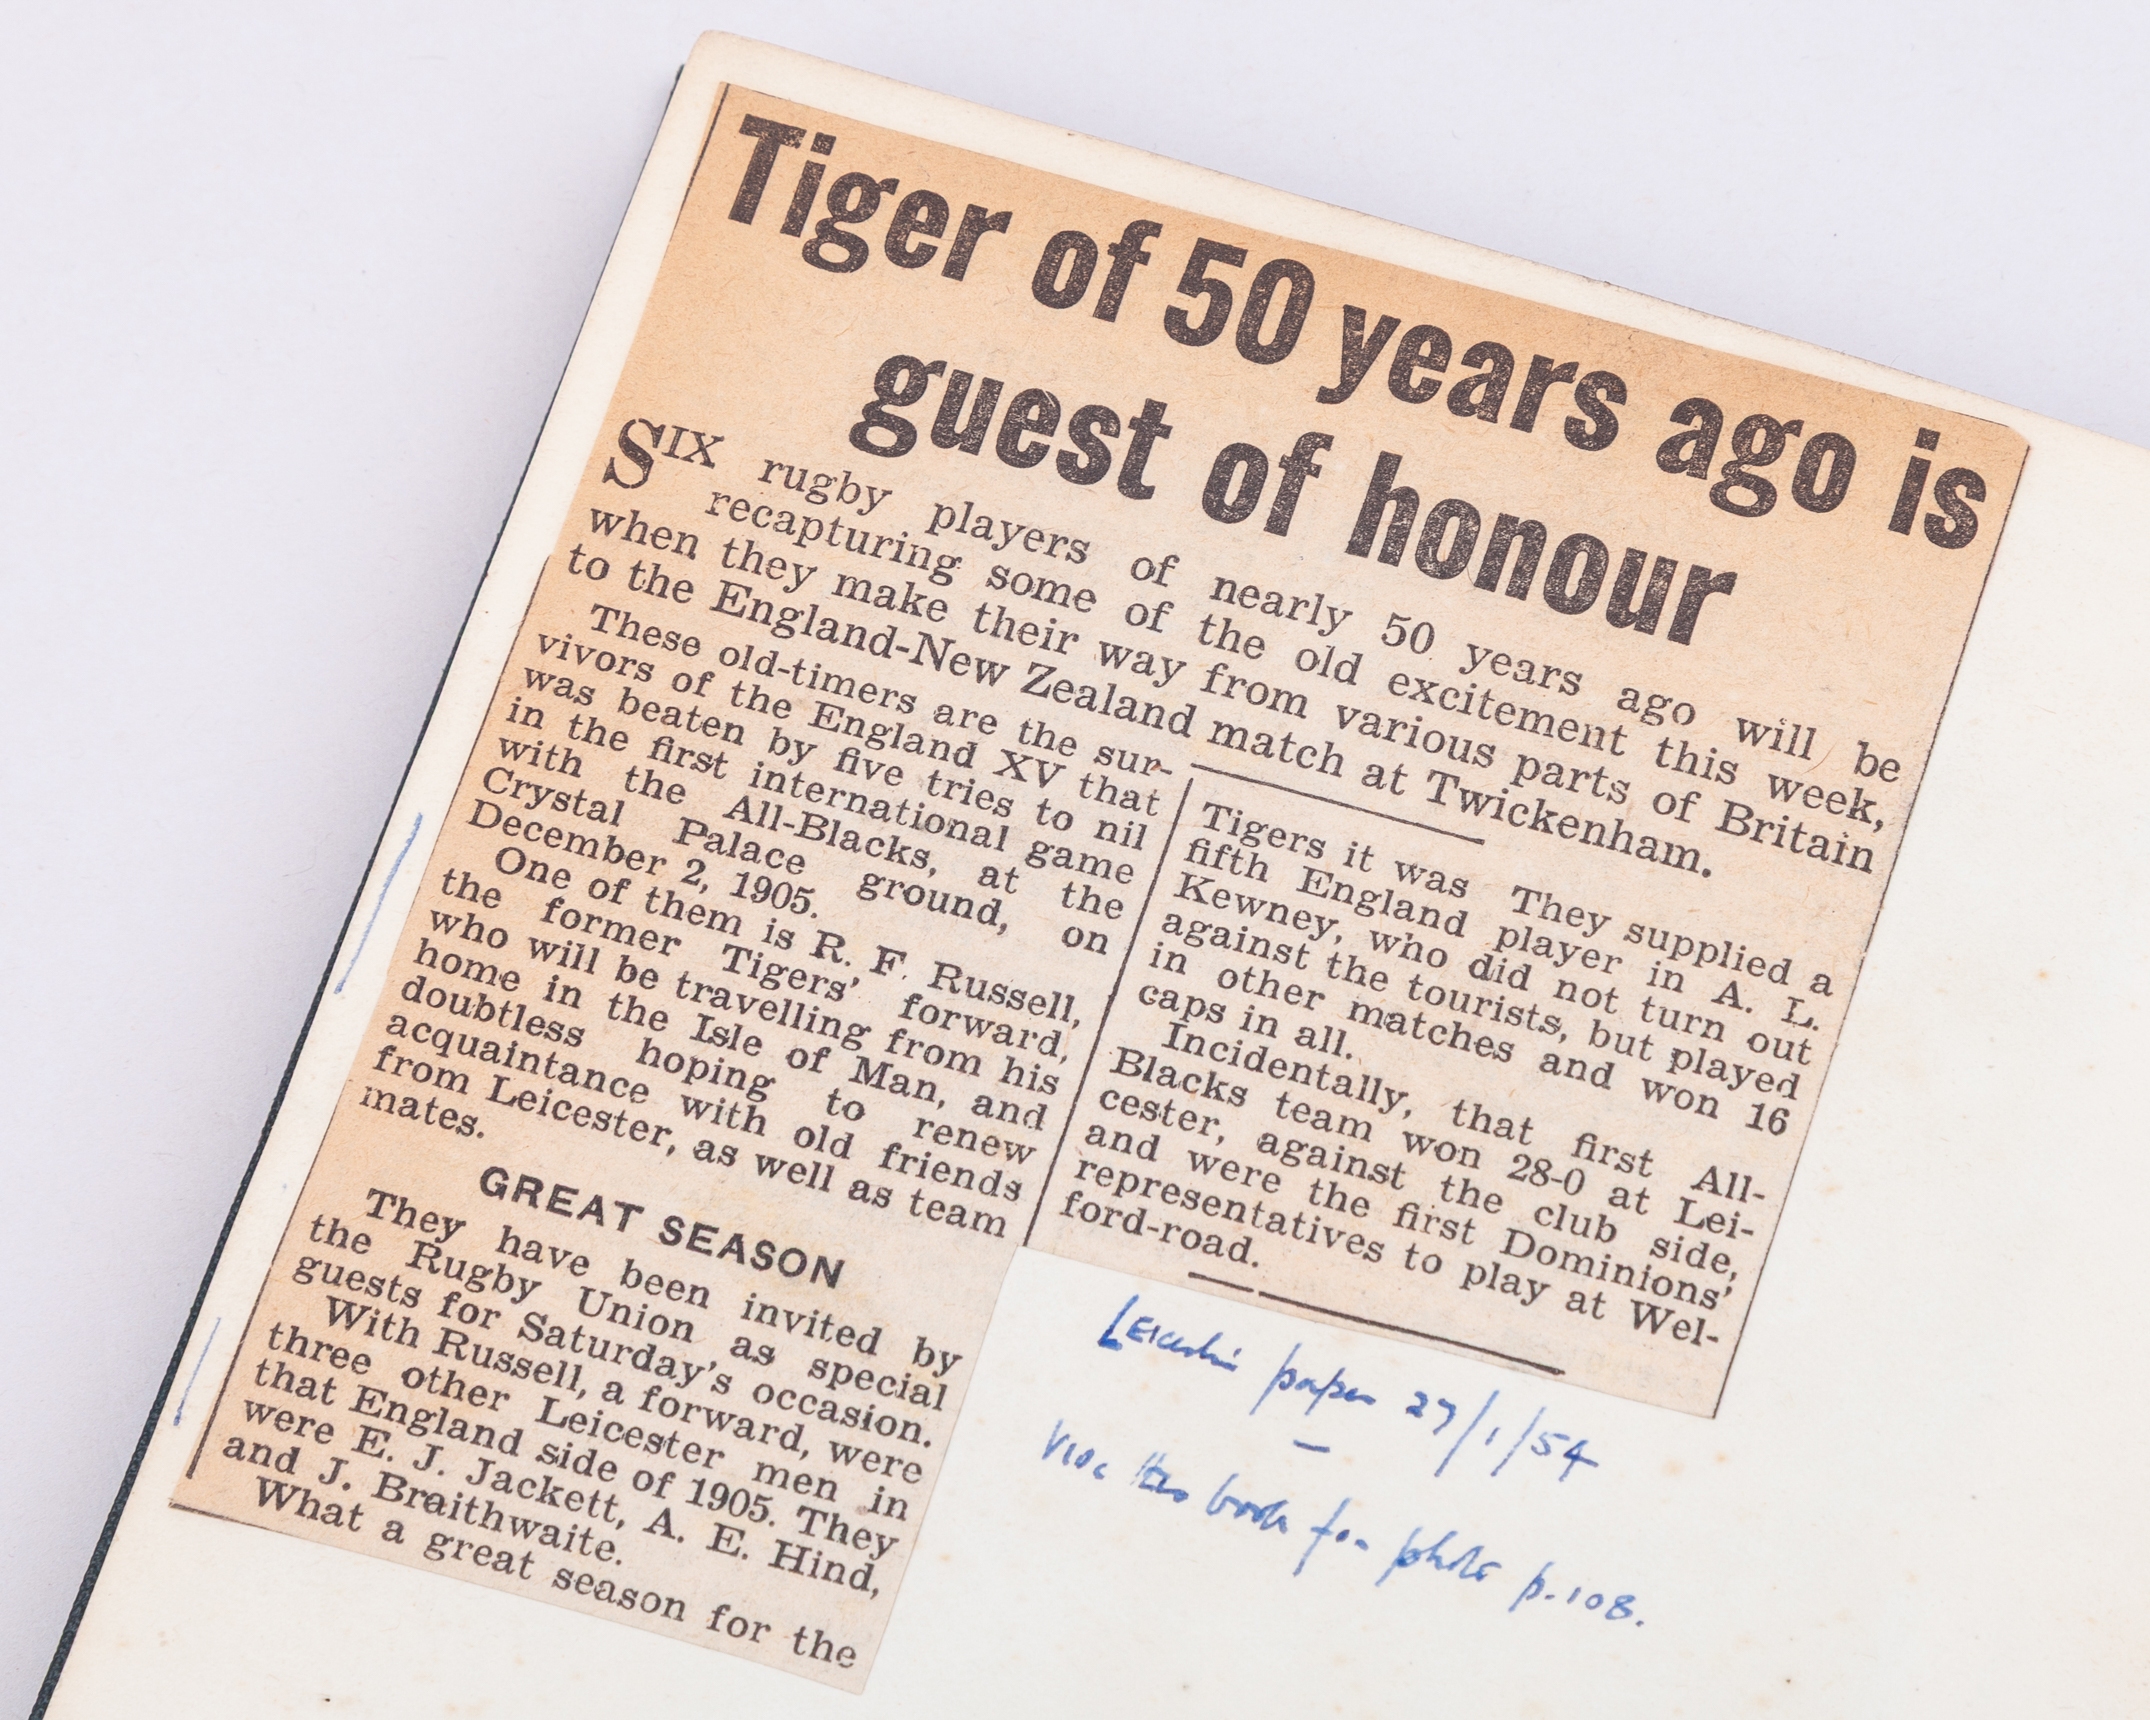 Tiger of 50 years ago is
guest of honour
SIX rugby players of nearly 50 years ago will be
recapturing some of the old excitement this week,
when they make their way from various parts of Britain
to the England-New Zealand match at Twickenham.
These old-timers are the sur-
vivors of the England XV that
was beaten by five tries to nil
in the first international game
with the All-Blacks, at the
Crystal Palace ground, on
December 2, 1905.
One of them is R. F. Russell,
the former Tigers' forward,
who will be travelling from his
home in the Isle of Man, and
doubtless hoping to renew
acquaintance with old friends
from Leicester, as well as team
mates.
GREAT SEASON
They have been invited by
the Rugby Union as special
guests for Saturday's occasion.
With Russell, a forward, were
three other Leicester men in
that England side of 1905. They
were E. J. Jackett, A. E. Hind,
and J. Braithwaite.
What a great season for the
Tigers it was They supplied a
fifth England player in A. L.
Kewney, who did not turn out
against the tourists, but played
in other matches and won 16
caps in all.
Incidentally, that first All-
Blacks team won 28-0 at Lei-
cester, against the club side,
and were the first Dominions'
representatives to play at Wel-
ford-road.
paper 27/1/54
book for photo p. 108.